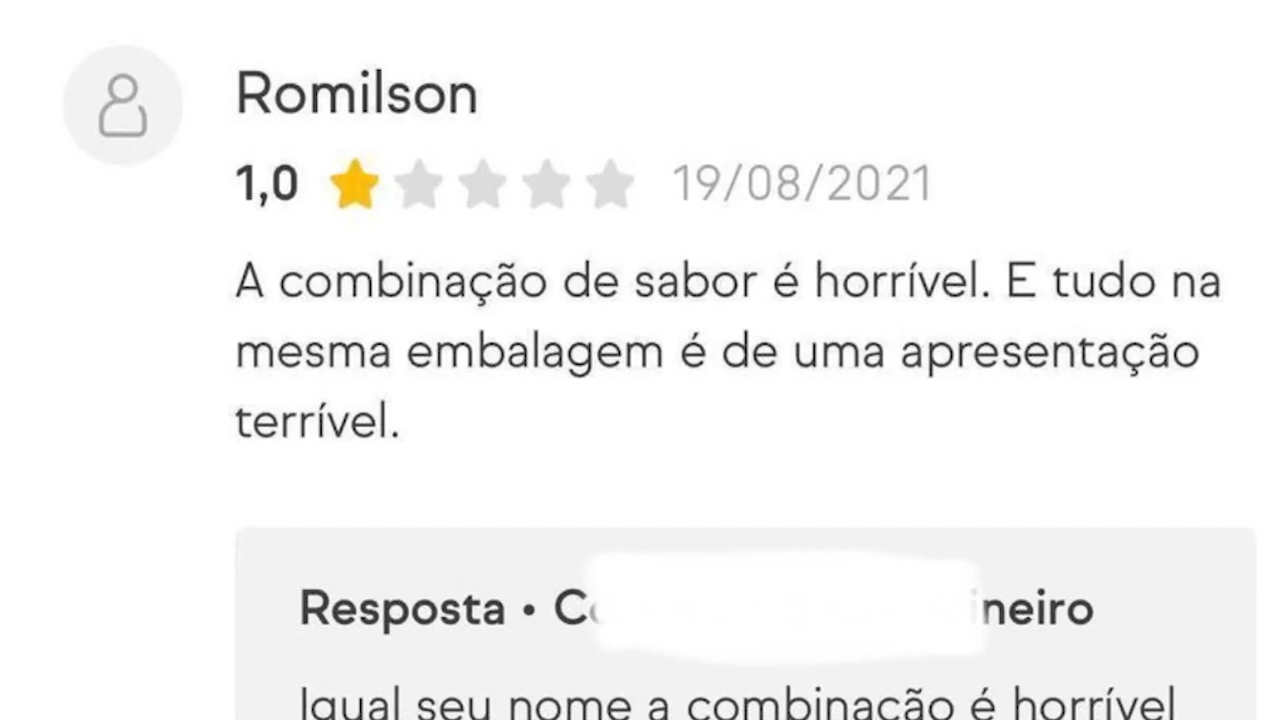 Romilson
1,0 19/08/2021
A combinação de sabor é horrível. E tudo na
mesma embalagem é de uma apresentação
terrível.
Resposta •
Igual seu nome a combinação é horrível